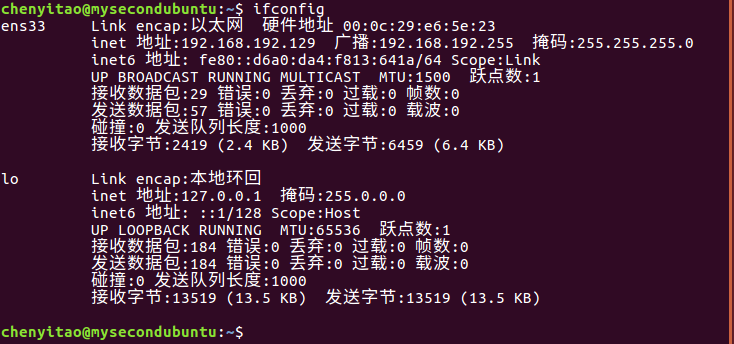 chenyitao@mysecondubuntu:~$ ifconfig
ens33 Link encap:以太网 硬件地址 00:0c:29:e6:5e:23
inet 地址:192.168.192.129 广播:192.168.192.255 掩码:255.255.255.0
inet6 地址: fe80::d6a0:da4:f813:641a/64 Scope:Link
UP BROADCAST RUNNING MULTICAST MTU:1500 跃点数:1
接收数据包:29 错误:0 丢弃:0 过载:0 帧数:0
发送数据包:57 错误:0 丢弃:0 过载:0 载波:0
碰撞:0 发送队列长度:1000
接收字节:2419 (2.4 KB) 发送字节:6459 (6.4 KB)
lo Link encap:本地环回
inet 地址:127.0.0.1 掩码:255.0.0.0
inet6 地址: ::1/128 Scope:Host
UP LOOPBACK RUNNING MTU:65536 跃点数:1
接收数据包:184 错误:0 丢弃:0 过载:0 帧数:0
发送数据包:184 错误:0 丢弃:0 过载:0 载波:0
碰撞:0 发送队列长度:1000
接收字节:13519 (13.5 KB) 发送字节:13519 (13.5 KB)
chenyitao@mysecondubuntu:~$